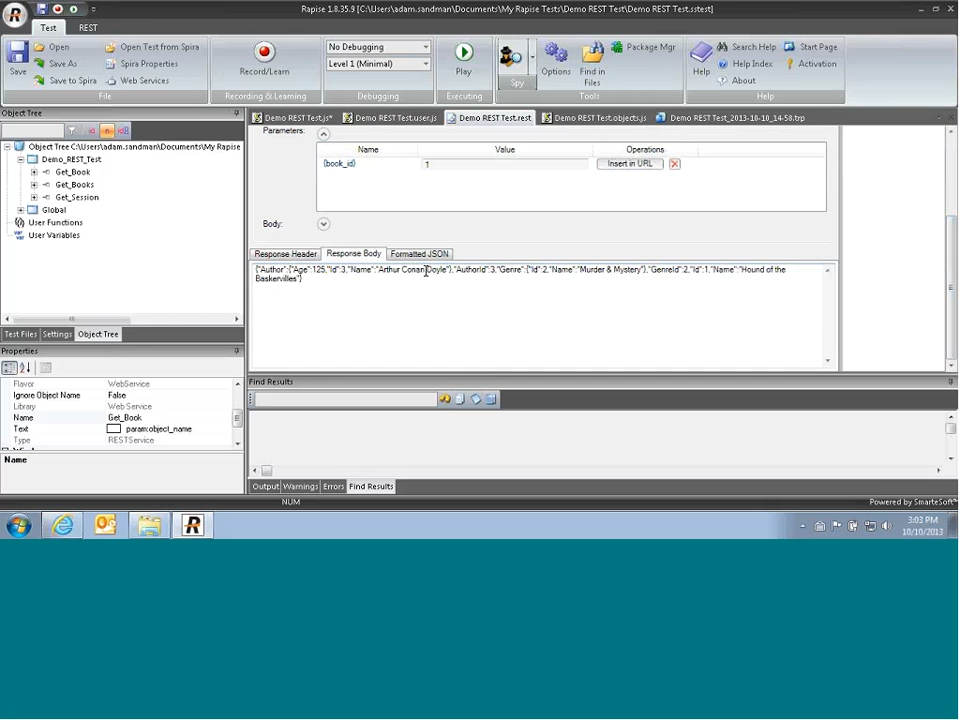 Rapise 1.8.35.9 [C:\Users\adam.sandman\Documents\My Rapise Tests\Demo REST Test\Demo REST Test.sstest]
Test REST
Save
Open
Save As
Save to Spira
Open Test from Spira
Spira Properties
Web Services
File
Record/Learn
Recording & Learning
No Debugging
Level 1 (Minimal)
Debugging
Play
Executing
Spy
Options
Find in Files
Package Mgr
Tools
Help
Search Help
Help Index
About
Start Page
Activation
Help
Object Tree
Demo REST Test.js* Demo REST Test.user.js Demo REST Test.rest Demo REST Test.objects.js Demo REST Test_2013-10-10_14-58.trp
Object Tree C:\Users\adam.sandman\Documents\My Rapise
Demo_REST_Test
Get_Book
Get_Books
Get_Session
Global
User Functions
User Variables
Test Files Settings Object Tree
Parameters:
Name Value Operations
{book_id} 1 Insert in URL
Body:
Response Header Response Body Formatted JSON
{"Author":{"Age":125,"Id":3,"Name":"Arthur Conan Doyle"},"AuthorId":3,"Genre":{"Id":2,"Name":"Murder & Mystery"},"GenreId":2,"Id":1,"Name":"Hound of the
Baskervilles"}
Properties
Flavor WebService
Ignore Object Name False
Library Web Service
Name Get_Book
Text param:object_name
Type RESTService
Name
Find Results
Output Warnings Errors Find Results
NUM
Powered by SmarteSoft
3:03 PM
10/10/2013